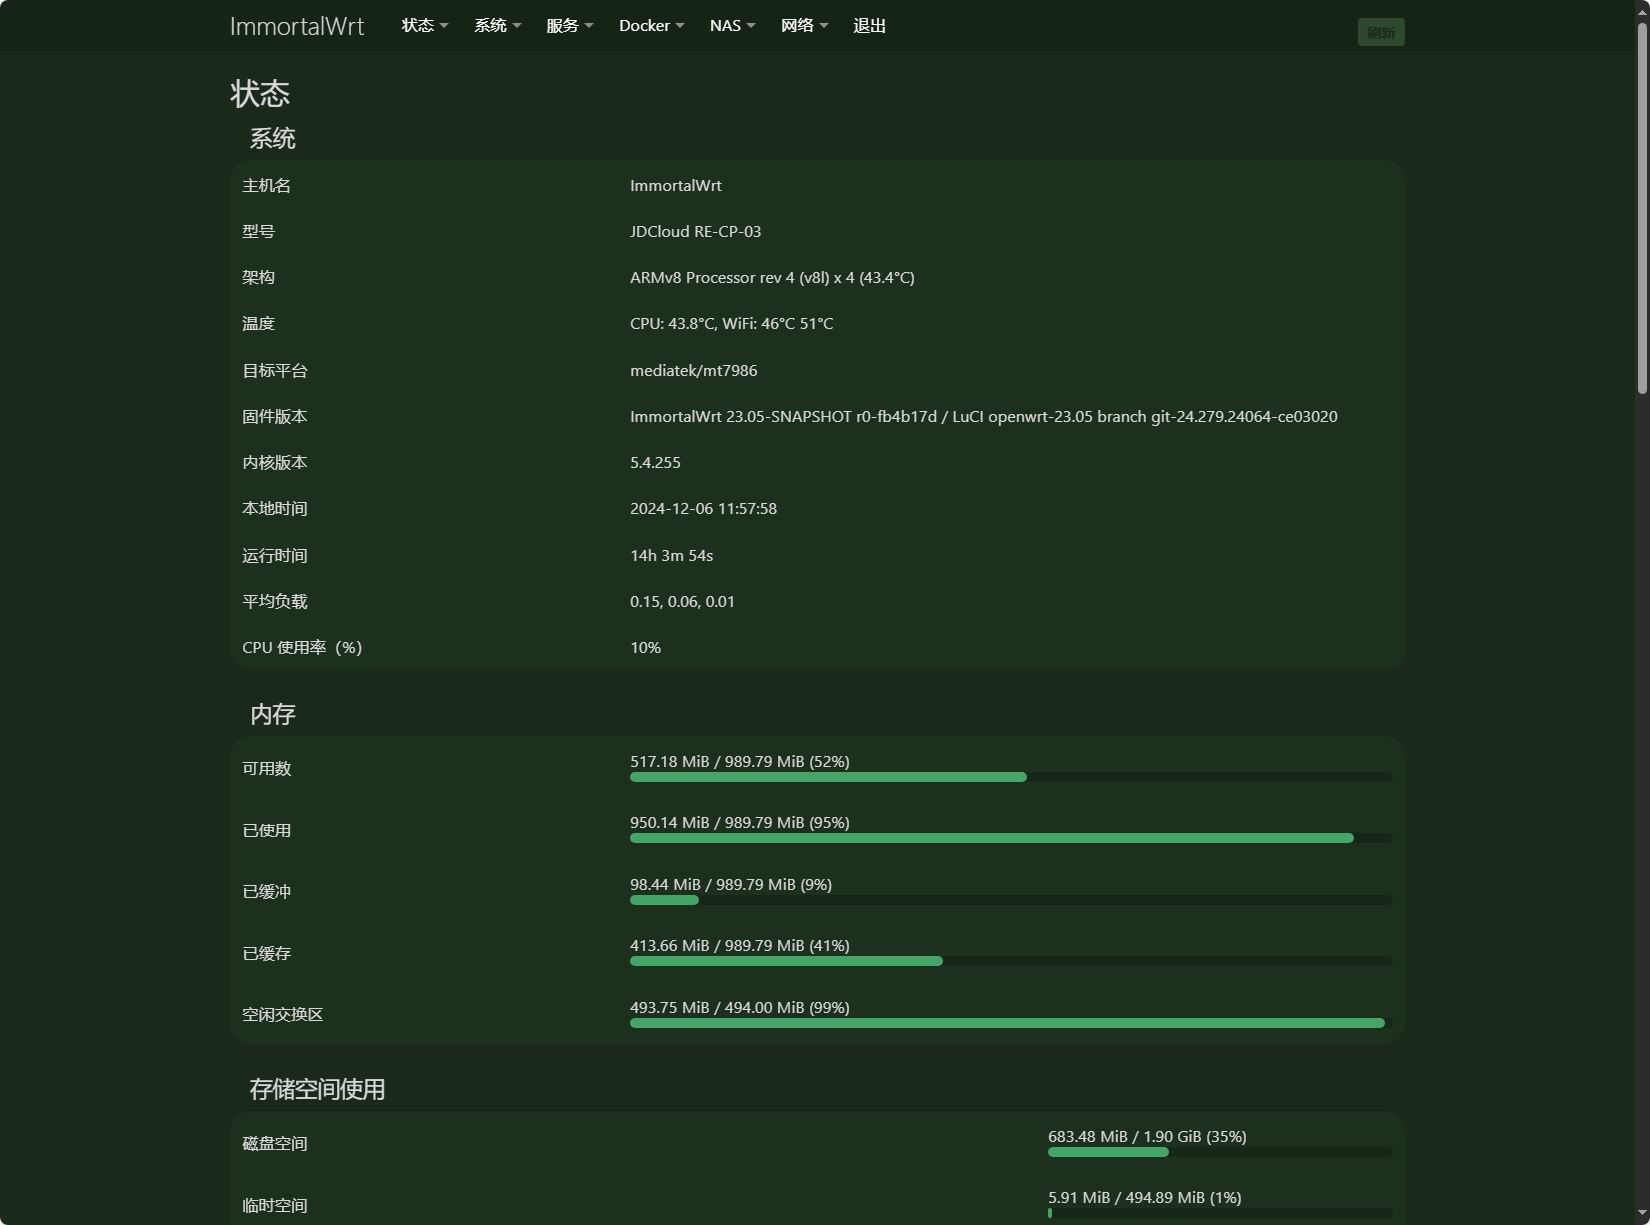 ImmortalWrt 状态 系统 服务 Docker NAS 网络 退出 刷新
状态
系统
主机名 ImmortalWrt
型号 JDCloud RE-CP-03
架构 ARMv8 Processor rev 4 (v8l) x 4 (43.4°C)
温度 CPU: 43.8°C, WiFi: 46°C 51°C
目标平台 mediatek/mt7986
固件版本 ImmortalWrt 23.05-SNAPSHOT r0-fb4b17d / LuCI openwrt-23.05 branch git-24.279.24064-ce03020
内核版本 5.4.255
本地时间 2024-12-06 11:57:58
运行时间 14h 3m 54s
平均负载 0.15, 0.06, 0.01
CPU 使用率（%） 10%
内存
可用数 517.18 MiB / 989.79 MiB (52%)
已使用 950.14 MiB / 989.79 MiB (95%)
已缓冲 98.44 MiB / 989.79 MiB (9%)
已缓存 413.66 MiB / 989.79 MiB (41%)
空闲交换区 493.75 MiB / 494.00 MiB (99%)
存储空间使用
磁盘空间 683.48 MiB / 1.90 GiB (35%)
临时空间 5.91 MiB / 494.89 MiB (1%)